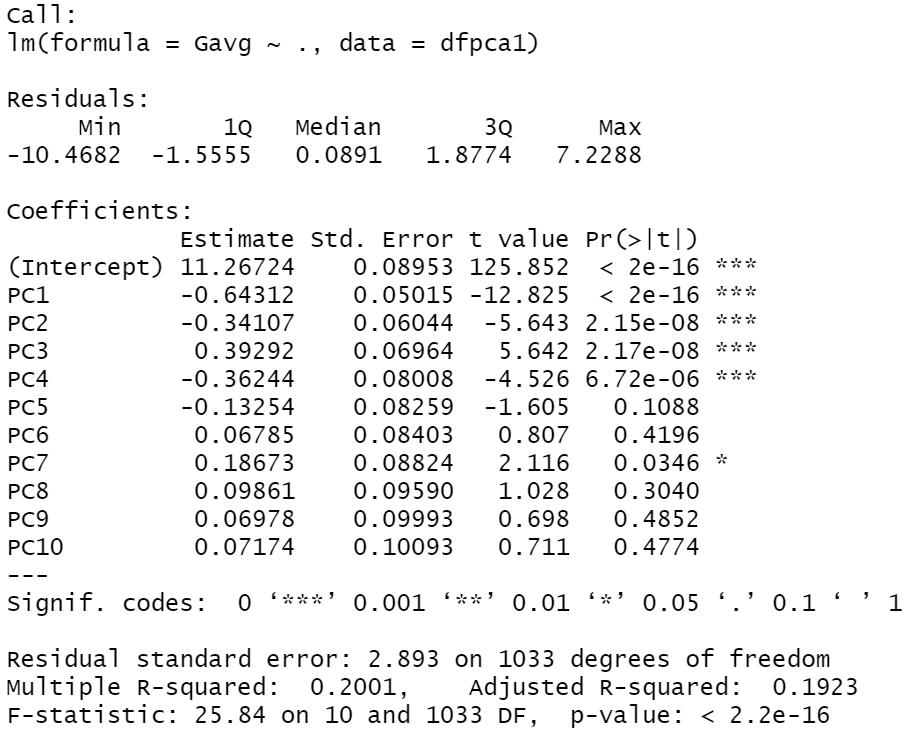 Call:
lm(formula = Gavg ~ ., data = dfpca1)
Residuals:
     Min       1Q   Median       3Q      Max
-10.4682  -1.5555   0.0891   1.8774   7.2288
Coefficients:
            Estimate Std. Error t value Pr(>|t|)
(Intercept) 11.26724    0.08953 125.852  < 2e-16 ***
PC1         -0.64312    0.05015 -12.825  < 2e-16 ***
PC2         -0.34107    0.06044  -5.643 2.15e-08 ***
PC3          0.39292    0.06964   5.642 2.17e-08 ***
PC4         -0.36244    0.08008  -4.526 6.72e-06 ***
PC5         -0.13254    0.08259  -1.605   0.1088
PC6          0.06785    0.08403   0.807   0.4196
PC7          0.18673    0.08824   2.116   0.0346 *
PC8          0.09861    0.09590   1.028   0.3040
PC9          0.06978    0.09993   0.698   0.4852
PC10         0.07174    0.10093   0.711   0.4774
---
Signif. codes:  0 ‘***’ 0.001 ‘**’ 0.01 ‘*’ 0.05 ‘.’ 0.1 ‘ ’ 1
Residual standard error: 2.893 on 1033 degrees of freedom
Multiple R-squared:  0.2001,    Adjusted R-squared:  0.1923
F-statistic: 25.84 on 10 and 1033 DF,  p-value: < 2.2e-16